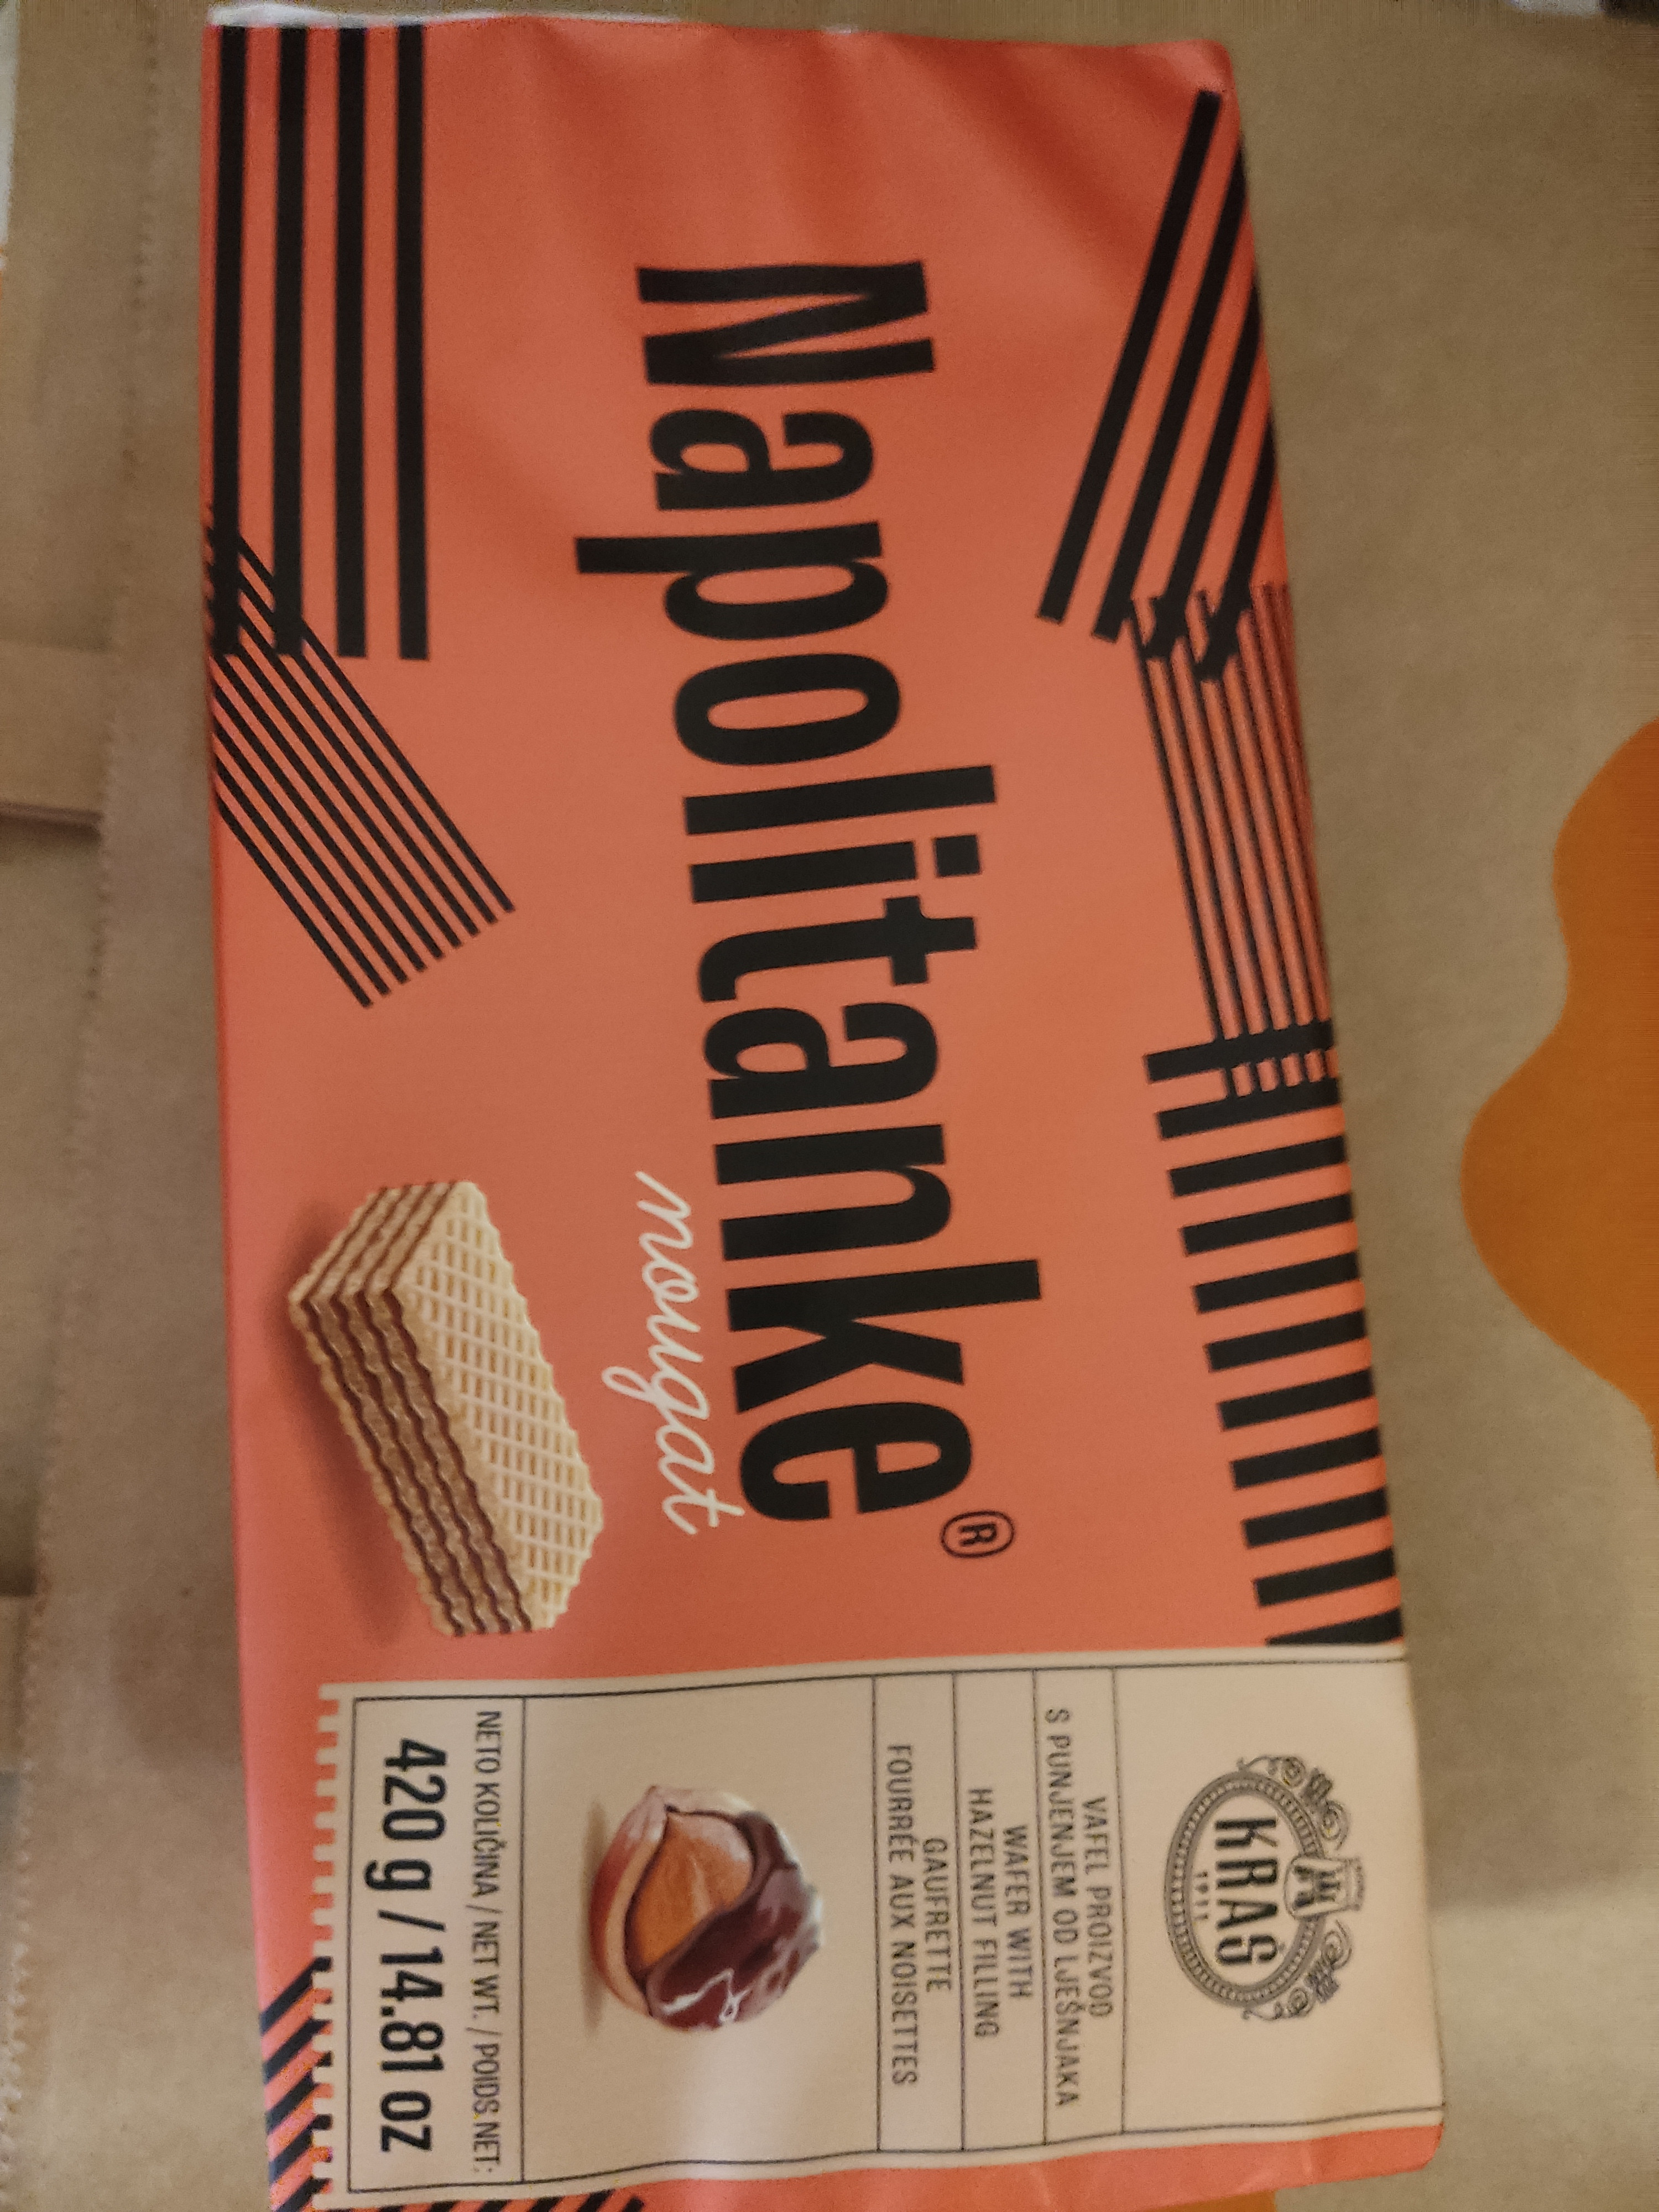 Napolitanke®
nougat
KRAŠ
1911
VAFEL PROIZVOD
S PUNJENJEM OD LJEŠNJAKA
WAFER WITH
HAZELNUT FILLING
GAUFRETTE
FOURRÉE AUX NOISETTES
NETO KOLIČINA / NET WT. / POIDS NET:
420 g / 14.81 oz